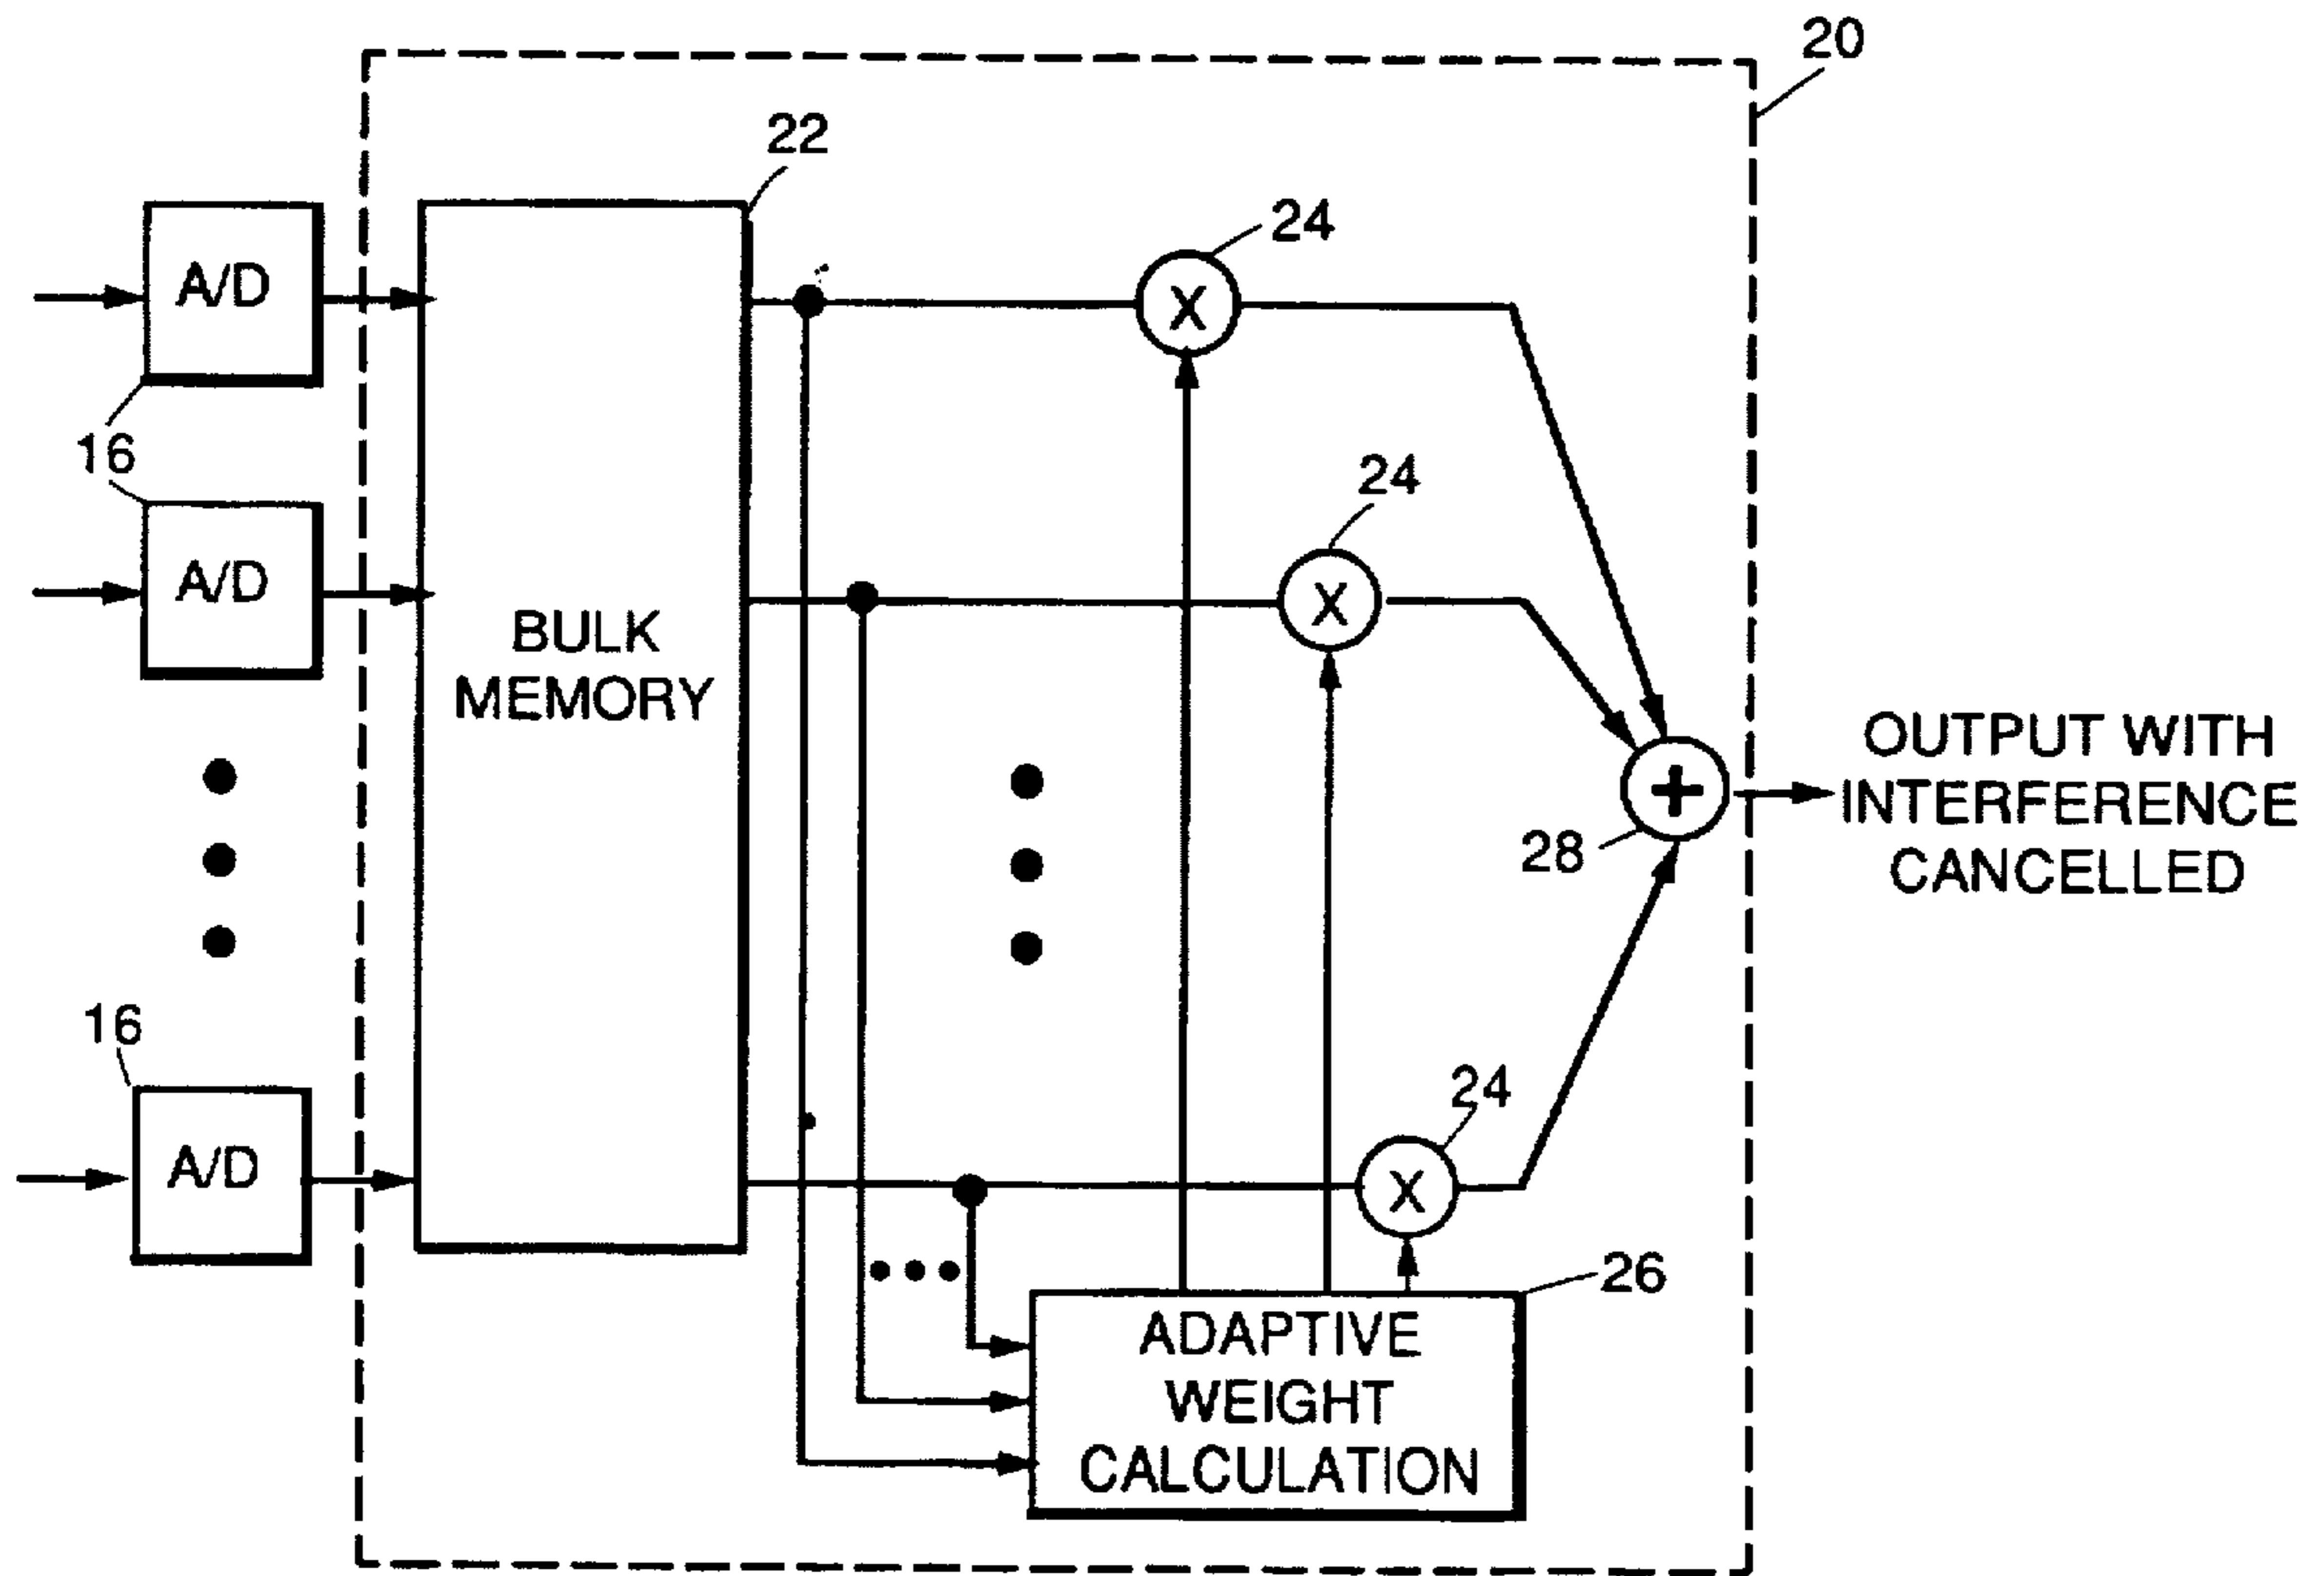 20
22
24
A/D
X
16
24
A/D
X
BULK
MEMORY
OUTPUT WITH
+
INTERFERENCE
28
CANCELLED
16
24
A/D
X
26
ADAPTIVE
WEIGHT
CALCULATION